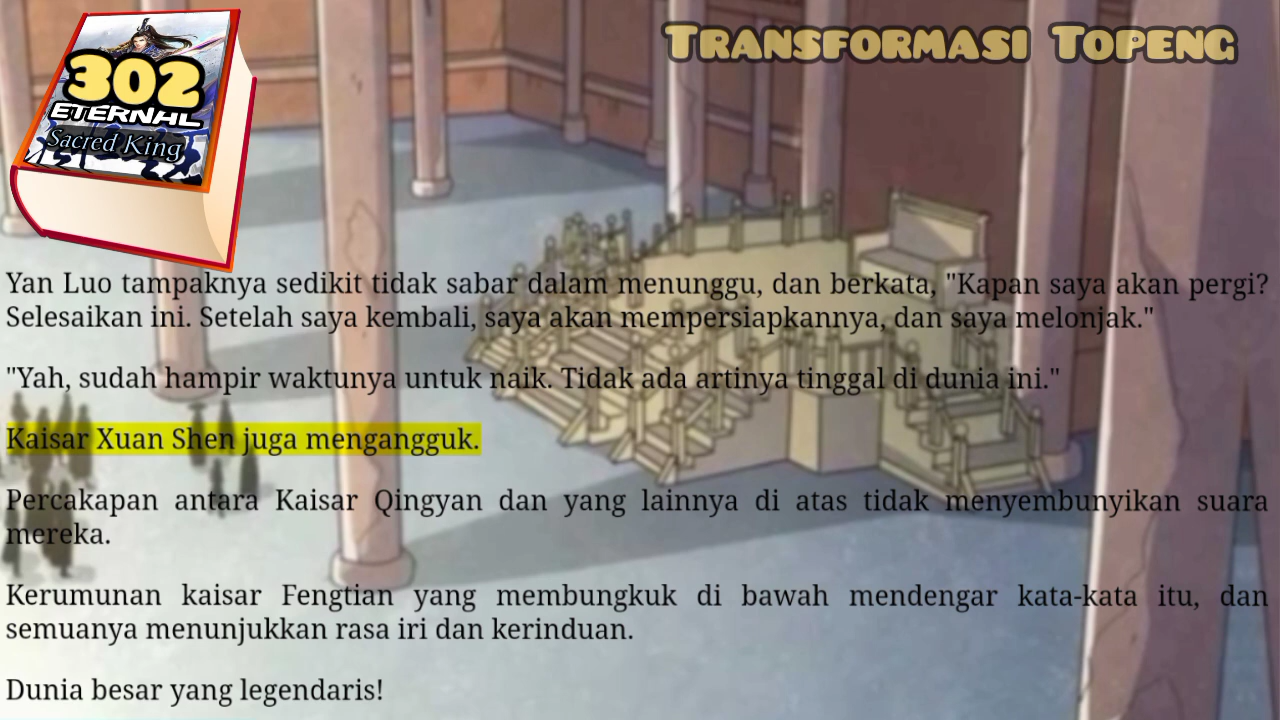 302
ETERNAL
Sacred King
Transformasi Topeng
Yan Luo tampaknya sedikit tidak sabar dalam menunggu, dan berkata, "Kapan saya akan pergi?
Selesaikan ini. Setelah saya kembali, saya akan mempersiapkannya, dan saya melonjak."
"Yah, sudah hampir waktunya untuk naik. Tidak ada artinya tinggal di dunia ini."
Kaisar Xuan Shen juga mengangguk.
Percakapan antara Kaisar Qingyan dan yang lainnya di atas tidak menyembunyikan suara
mereka.
Kerumunan kaisar Fengtian yang membungkuk di bawah mendengar kata-kata itu, dan
semuanya menunjukkan rasa iri dan kerinduan.
Dunia besar yang legendaris!